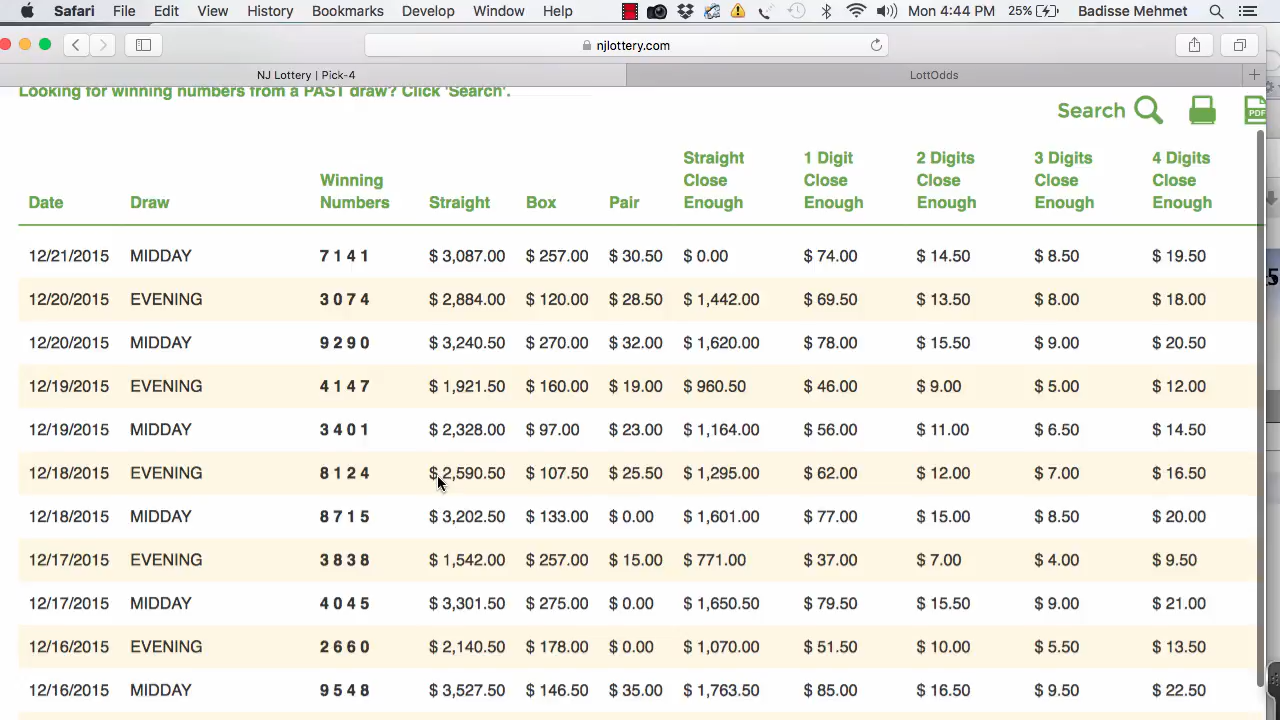 Safari File Edit View History Bookmarks Develop Window Help Mon 4:44 PM 25% Badisse Mehmet
njlottery.com
NJ Lottery | Pick-4 LottOdds
Looking for winning numbers from a PAST draw? Click 'Search'.
Search PDF
Date Draw Winning Numbers Straight Box Pair Straight Close Enough 1 Digit Close Enough 2 Digits Close Enough 3 Digits Close Enough 4 Digits Close Enough
12/21/2015 MIDDAY 7 1 4 1 $ 3,087.00 $ 257.00 $ 30.50 $ 0.00 $ 74.00 $ 14.50 $ 8.50 $ 19.50
12/20/2015 EVENING 3 0 7 4 $ 2,884.00 $ 120.00 $ 28.50 $ 1,442.00 $ 69.50 $ 13.50 $ 8.00 $ 18.00
12/20/2015 MIDDAY 9 2 9 0 $ 3,240.50 $ 270.00 $ 32.00 $ 1,620.00 $ 78.00 $ 15.50 $ 9.00 $ 20.50
12/19/2015 EVENING 4 1 4 7 $ 1,921.50 $ 160.00 $ 19.00 $ 960.50 $ 46.00 $ 9.00 $ 5.00 $ 12.00
12/19/2015 MIDDAY 3 4 0 1 $ 2,328.00 $ 97.00 $ 23.00 $ 1,164.00 $ 56.00 $ 11.00 $ 6.50 $ 14.50
12/18/2015 EVENING 8 1 2 4 $ 2,590.50 $ 107.50 $ 25.50 $ 1,295.00 $ 62.00 $ 12.00 $ 7.00 $ 16.50
12/18/2015 MIDDAY 8 7 1 5 $ 3,202.50 $ 133.00 $ 0.00 $ 1,601.00 $ 77.00 $ 15.00 $ 8.50 $ 20.00
12/17/2015 EVENING 3 8 3 8 $ 1,542.00 $ 257.00 $ 15.00 $ 771.00 $ 37.00 $ 7.00 $ 4.00 $ 9.50
12/17/2015 MIDDAY 4 0 4 5 $ 3,301.50 $ 275.00 $ 0.00 $ 1,650.50 $ 79.50 $ 15.50 $ 9.00 $ 21.00
12/16/2015 EVENING 2 6 6 0 $ 2,140.50 $ 178.00 $ 0.00 $ 1,070.00 $ 51.50 $ 10.00 $ 5.50 $ 13.50
12/16/2015 MIDDAY 9 5 4 8 $ 3,527.50 $ 146.50 $ 35.00 $ 1,763.50 $ 85.00 $ 16.50 $ 9.50 $ 22.50